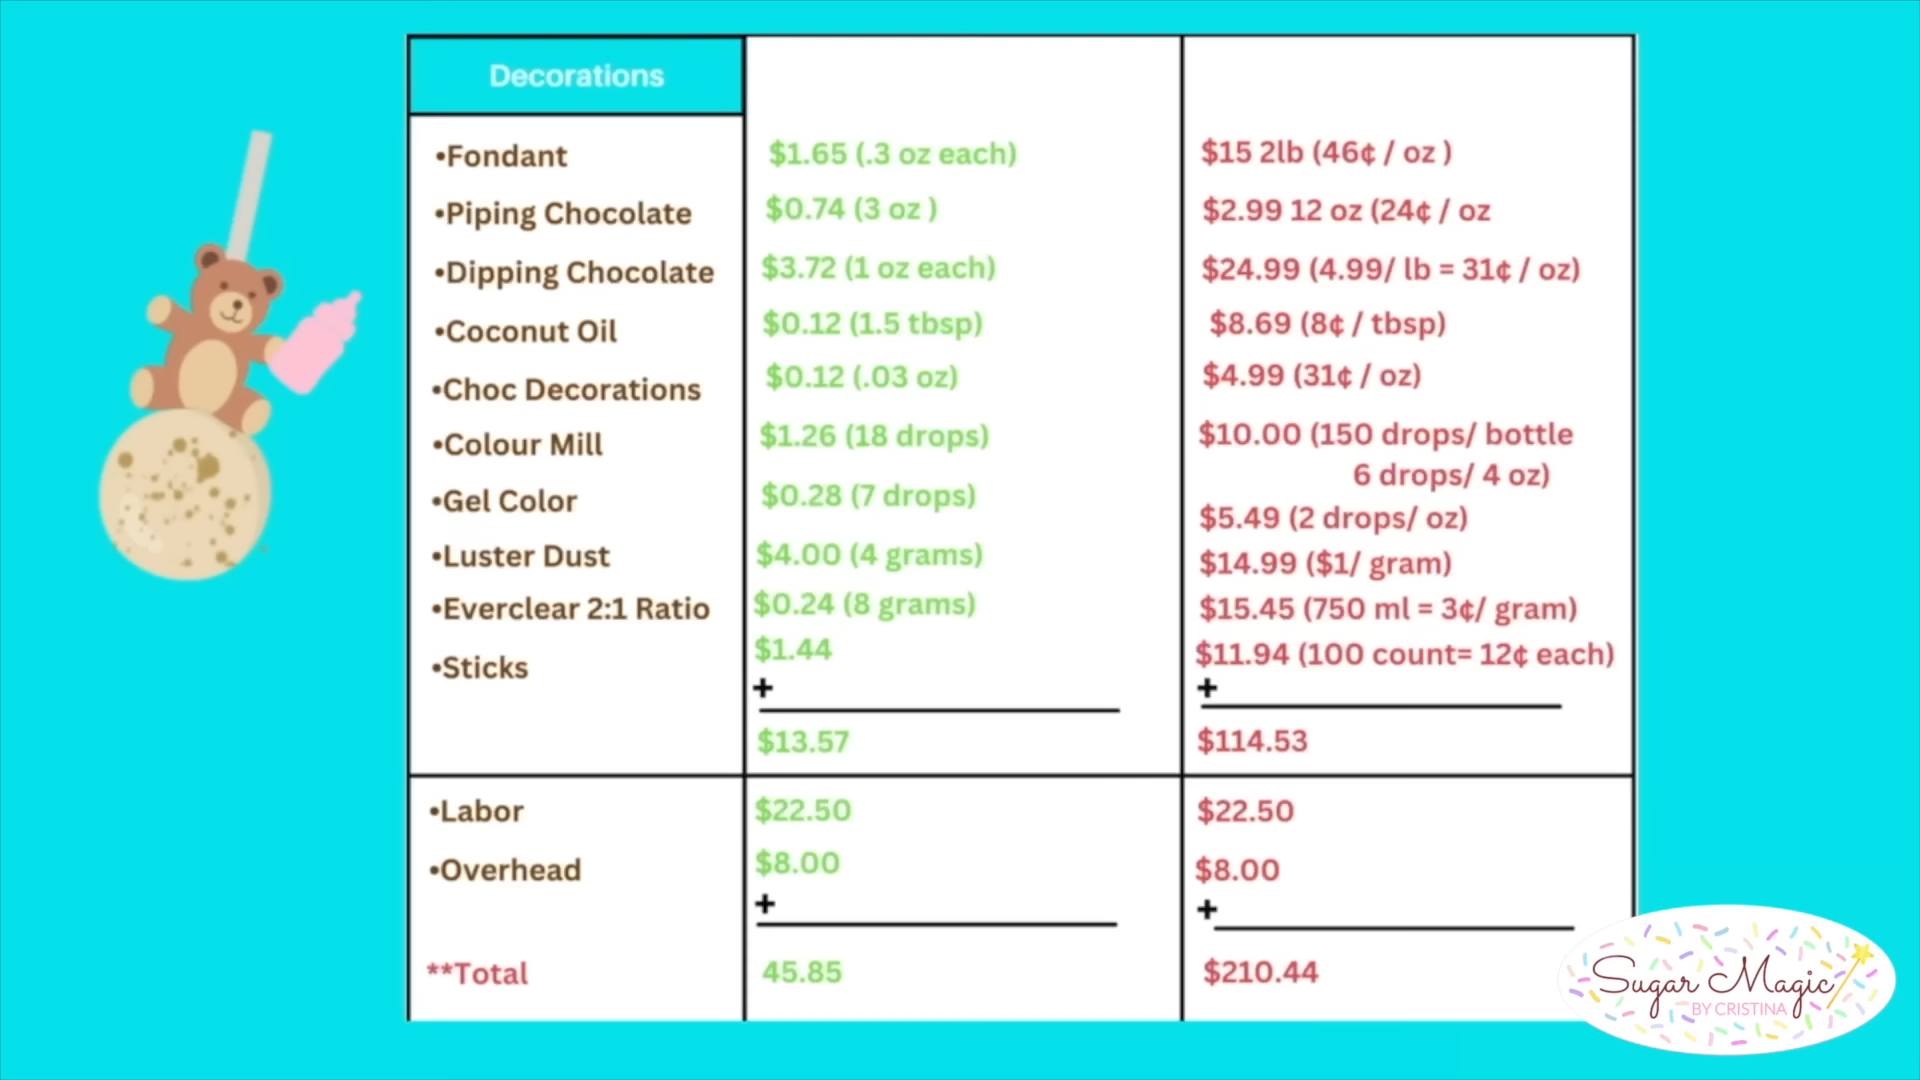 Decorations
•Fondant $1.65 (.3 oz each) $15 2lb (46¢ / oz )
•Piping Chocolate $0.74 (3 oz ) $2.99 12 oz (24¢ / oz
•Dipping Chocolate $3.72 (1 oz each) $24.99 (4.99/ lb = 31¢ / oz)
•Coconut Oil $0.12 (1.5 tbsp) $8.69 (8¢ / tbsp)
•Choc Decorations $0.12 (.03 oz) $4.99 (31¢ / oz)
•Colour Mill $1.26 (18 drops) $10.00 (150 drops/ bottle
6 drops/ 4 oz)
•Gel Color $0.28 (7 drops) $5.49 (2 drops/ oz)
•Luster Dust $4.00 (4 grams) $14.99 ($1/ gram)
•Everclear 2:1 Ratio $0.24 (8 grams) $15.45 (750 ml = 3¢/ gram)
•Sticks $1.44 $11.94 (100 count= 12¢ each)
+ +
$13.57 $114.53
•Labor $22.50 $22.50
•Overhead $8.00 $8.00
+ +
**Total 45.85 $210.44
Sugar Magic
BY CRISTINA